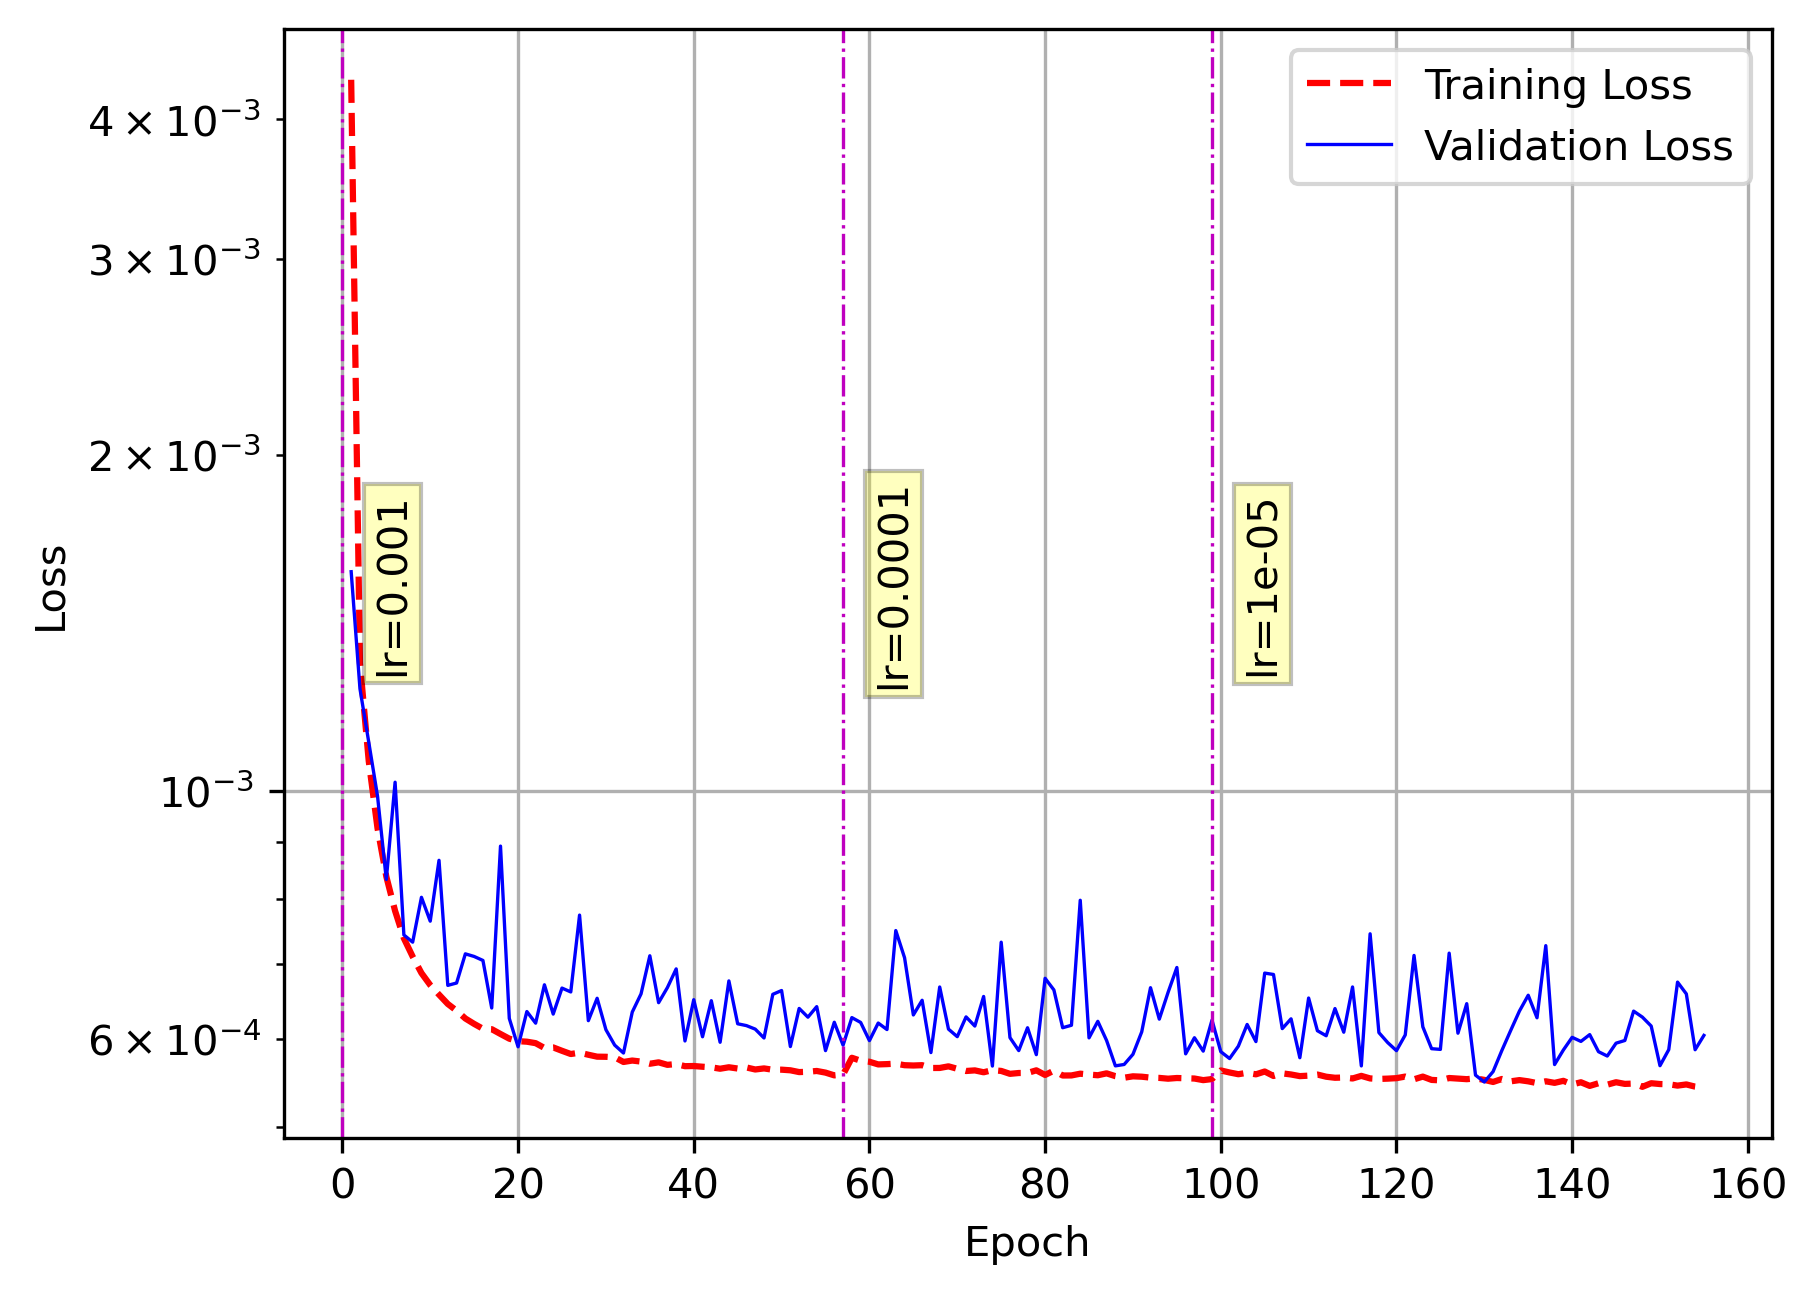 Training Loss
Validation Loss
4 × 10⁻³
3 × 10⁻³
2 × 10⁻³
10⁻³
6 × 10⁻⁴
Loss
lr=0.001
lr=0.0001
lr=1e-05
0 20 40 60 80 100 120 140 160
Epoch